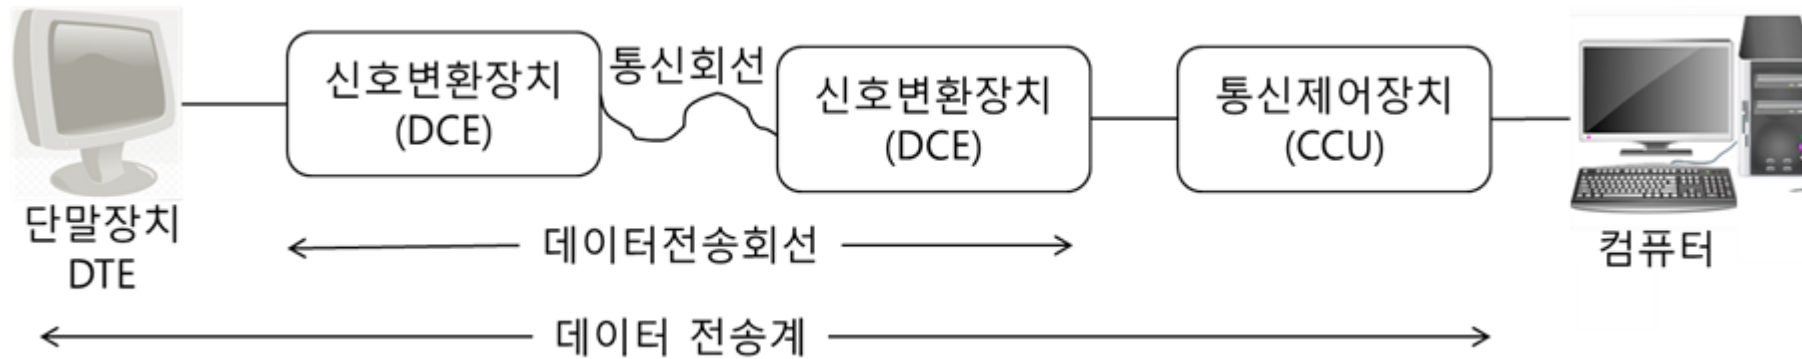 신호변환장치
(DCE)
통신회선
신호변환장치
(DCE)
통신제어장치
(CCU)
단말장치
DTE
컴퓨터
데이터전송회선
데이터 전송계